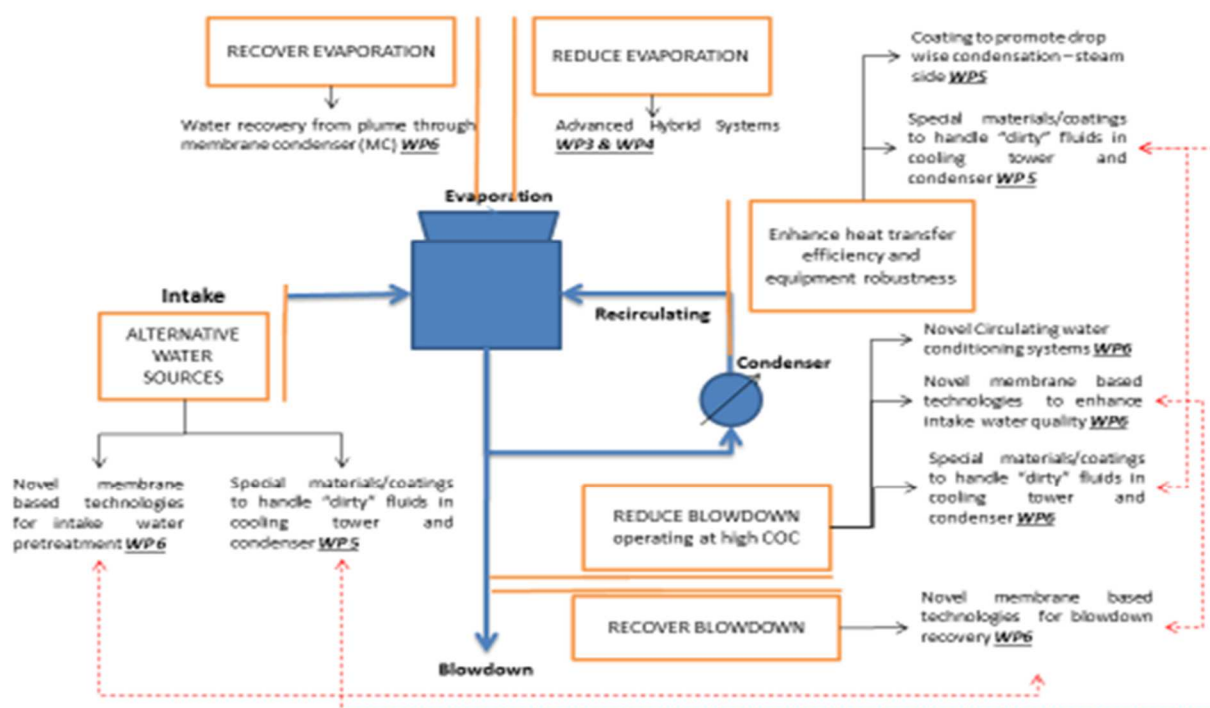 RECOVER EVAPORATION
Water recovery from plume through
membrane condenser (MC) WP6
REDUCE EVAPORATION
Advanced Hybrid Systems
WP3 & WP4
Coating to promote drop
wise condensation – steam
side WP5
Special materials/coatings
to handle "dirty" fluids in
cooling tower and
condenser WP5
Evaporation
Enhance heat transfer
efficiency and
equipment robustness
Intake
Recirculating
ALTERNATIVE
WATER
SOURCES
Condenser
Novel Circulating water
conditioning systems WP6
Novel membrane based
technologies to enhance
intake water quality WP6
Special materials/coatings
to handle "dirty" fluids in
cooling tower and
condenser WP6
Novel membrane
based technologies
for intake water
pretreatment WP6
Special materials/coatings
to handle "dirty" fluids in
cooling tower and
condenser WP5
REDUCE BLOWDOWN
operating at high COC
RECOVER BLOWDOWN
Novel membrane based
technologies for blowdown
recovery WP6
Blowdown